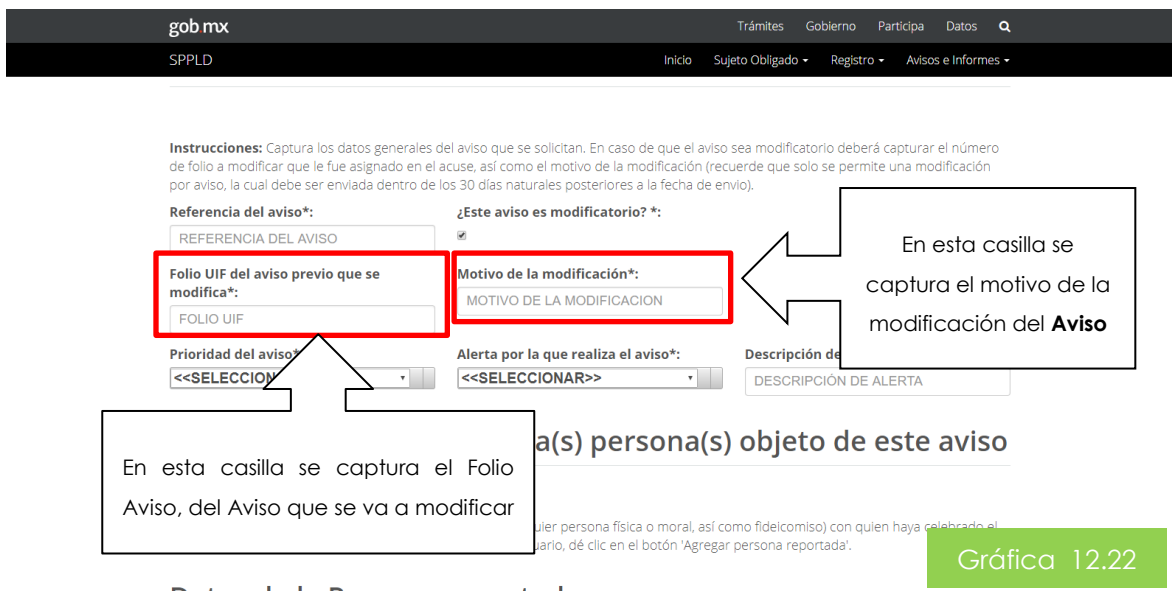 gob.mx Trámites Gobierno Participa Datos
SPPLD Inicio Sujeto Obligado Registro Avisos e Informes
Instrucciones: Captura los datos generales del aviso que se solicitan. En caso de que el aviso sea modificatorio deberá capturar el número
de folio a modificar que le fue asignado en el acuse, así como el motivo de la modificación (recuerde que solo se permite una modificación
por aviso, la cual debe ser enviada dentro de los 30 días naturales posteriores a la fecha de envio).
Referencia del aviso*: ¿Este aviso es modificatorio? *:
REFERENCIA DEL AVISO
Folio UIF del aviso previo que se
modifica*:
FOLIO UIF
Motivo de la modificación*:
MOTIVO DE LA MODIFICACION
En esta casilla se
captura el motivo de la
modificación del Aviso
Prioridad del aviso* Alerta por la que realiza el aviso*: Descripción de
<<SELECCION <<SELECCIONAR>> DESCRIPCIÓN DE ALERTA
a(s) persona(s) objeto de este aviso
En esta casilla se captura el Folio
Aviso, del Aviso que se va a modificar
uier persona física o moral, así como fideicomiso) con quien haya celebrado el
uario, dé clic en el botón 'Agregar persona reportada'.
Gráfica 12.22